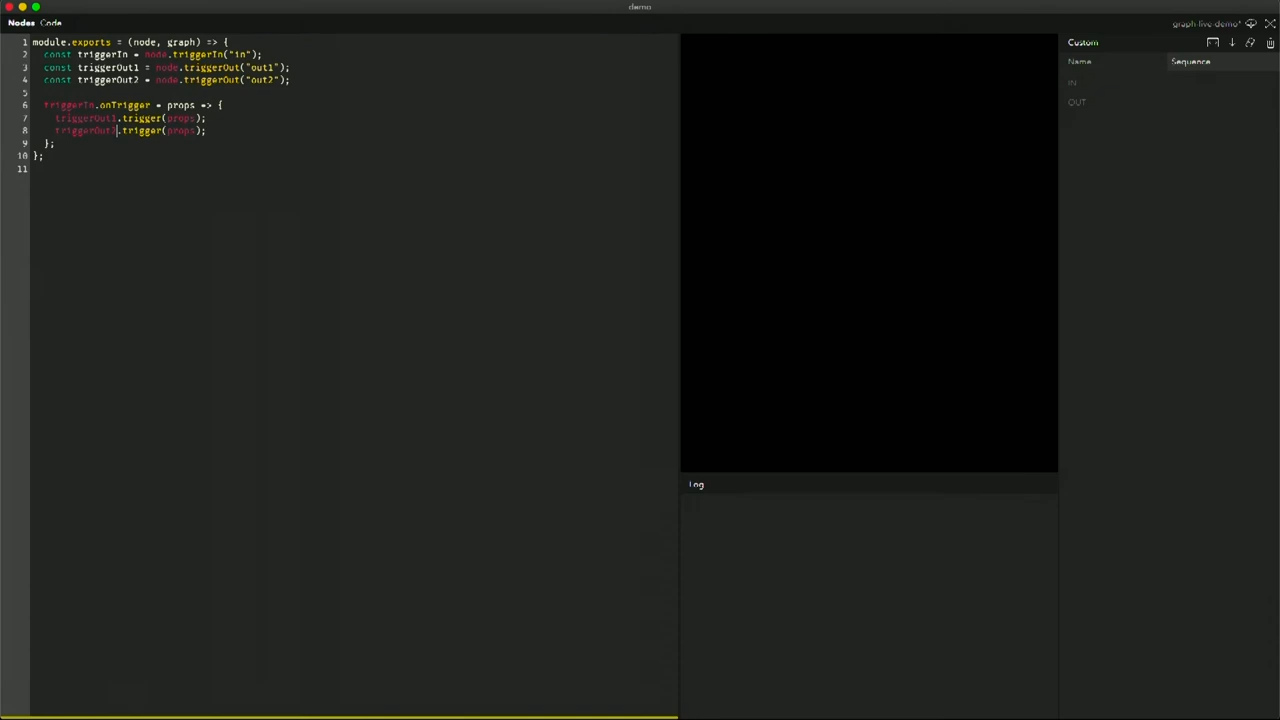 demo
Nodes Code
graph-live-demo*
1 module.exports = (node, graph) => {
2 const triggerIn = node.triggerIn("in");
3 const triggerOut1 = node.triggerOut("out1");
4 const triggerOut2 = node.triggerOut("out2");
5
6 triggerIn.onTrigger = props => {
7 triggerOut1.trigger(props);
8 triggerOut2.trigger(props);
9 };
10 };
11
Log
Custom
Name Sequence
IN
OUT